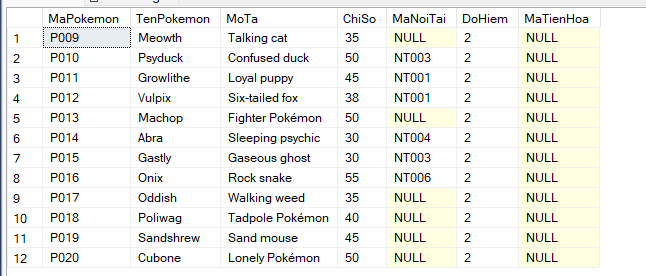 MaPokemon TenPokemon MoTa ChiSo MaNoiTai DoHiem MaTienHoa
1 P009 Meowth Talking cat 35 NULL 2 NULL
2 P010 Psyduck Confused duck 50 NT003 2 NULL
3 P011 Growlithe Loyal puppy 45 NT001 2 NULL
4 P012 Vulpix Six-tailed fox 38 NT001 2 NULL
5 P013 Machop Fighter Pokémon 50 NULL 2 NULL
6 P014 Abra Sleeping psychic 30 NT004 2 NULL
7 P015 Gastly Gaseous ghost 30 NT003 2 NULL
8 P016 Onix Rock snake 55 NT006 2 NULL
9 P017 Oddish Walking weed 35 NULL 2 NULL
10 P018 Poliwag Tadpole Pokémon 40 NULL 2 NULL
11 P019 Sandshrew Sand mouse 45 NULL 2 NULL
12 P020 Cubone Lonely Pokémon 50 NULL 2 NULL